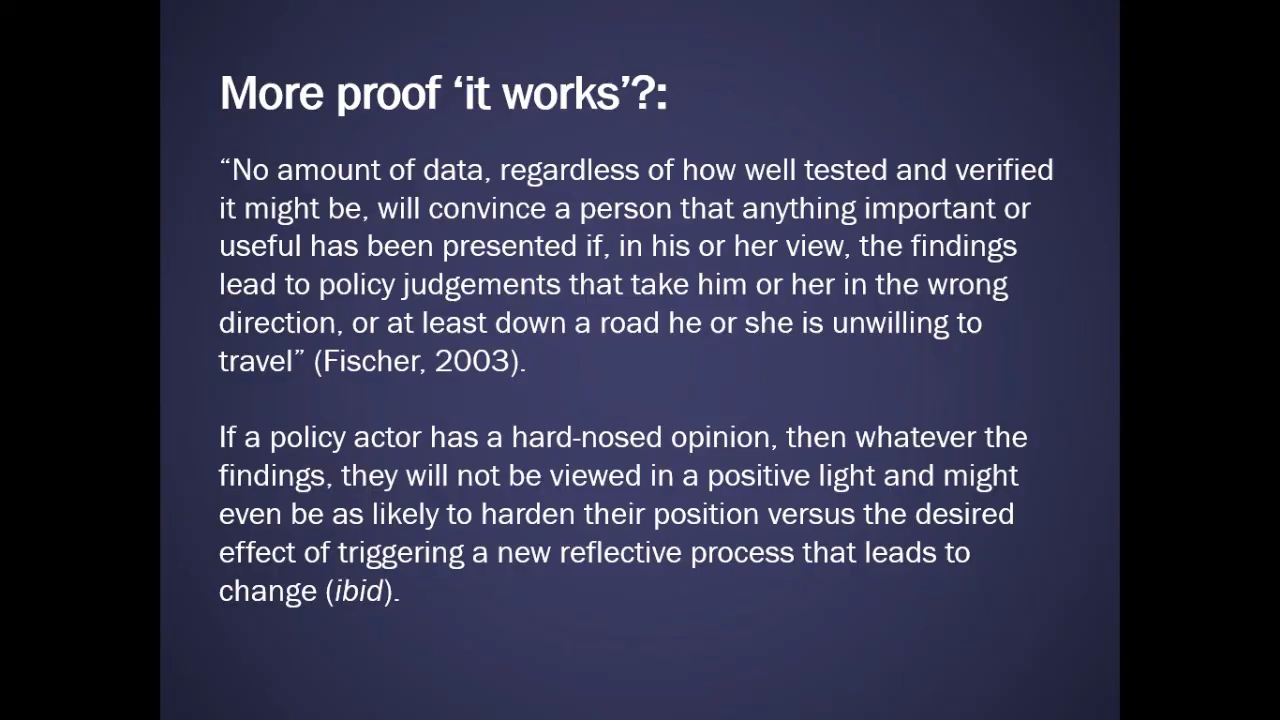 More proof ‘it works’?:
“No amount of data, regardless of how well tested and verified
it might be, will convince a person that anything important or
useful has been presented if, in his or her view, the findings
lead to policy judgements that take him or her in the wrong
direction, or at least down a road he or she is unwilling to
travel” (Fischer, 2003).
If a policy actor has a hard-nosed opinion, then whatever the
findings, they will not be viewed in a positive light and might
even be as likely to harden their position versus the desired
effect of triggering a new reflective process that leads to
change (ibid).